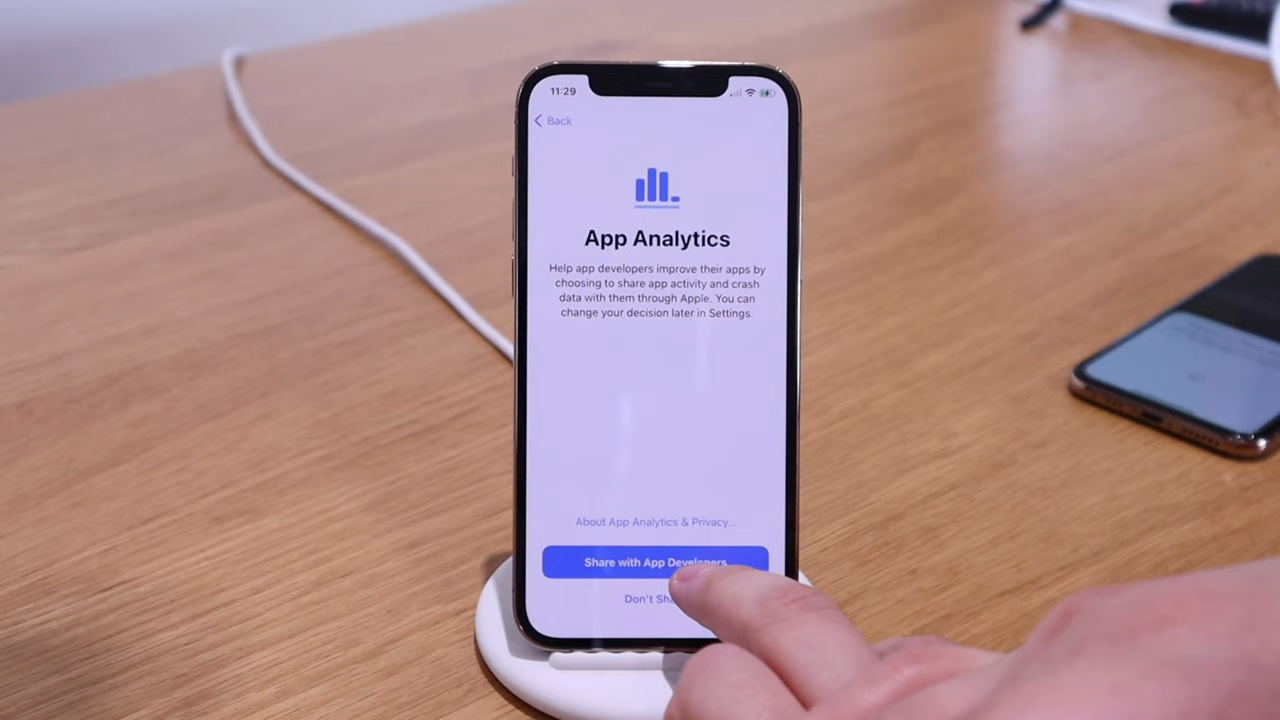 11:29
Back
App Analytics
Help app developers improve their apps by
choosing to share app activity and crash
data with them through Apple. You can
change your decision later in Settings.
About App Analytics & Privacy...
Share with App Developers
Don't